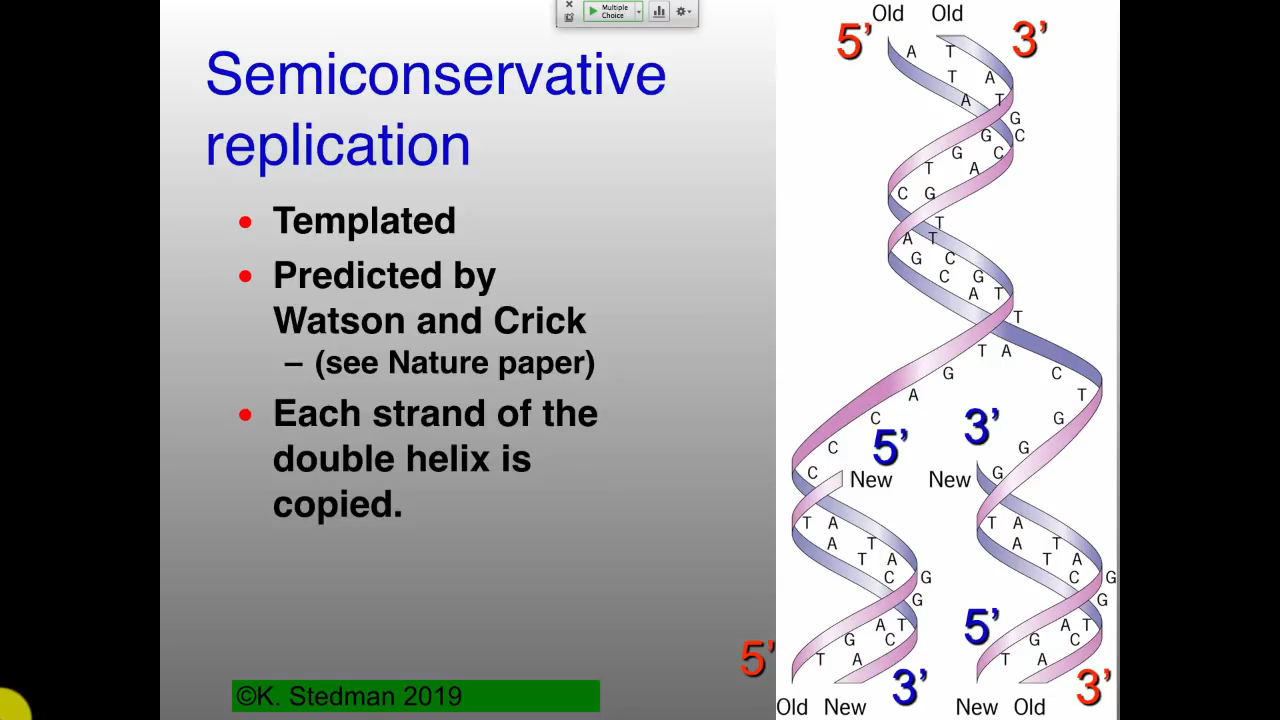 Multiple
Choice
Semiconservative
replication
• Templated
• Predicted by
Watson and Crick
– (see Nature paper)
• Each strand of the
double helix is
copied.
©K. Stedman 2019
Old Old
5’ 3’
A T
T A
A T
G
G C
G C
T A
C G
T
A T
G C
C G
A T
T
T A
G C
A T
C G
C G
C G
5’ 3’
New New
T A T A
A T A T
T A T A
C G C G
G G
A T A T
G C G C
T A T A
5’ 5’
3’ 3’
Old New New Old